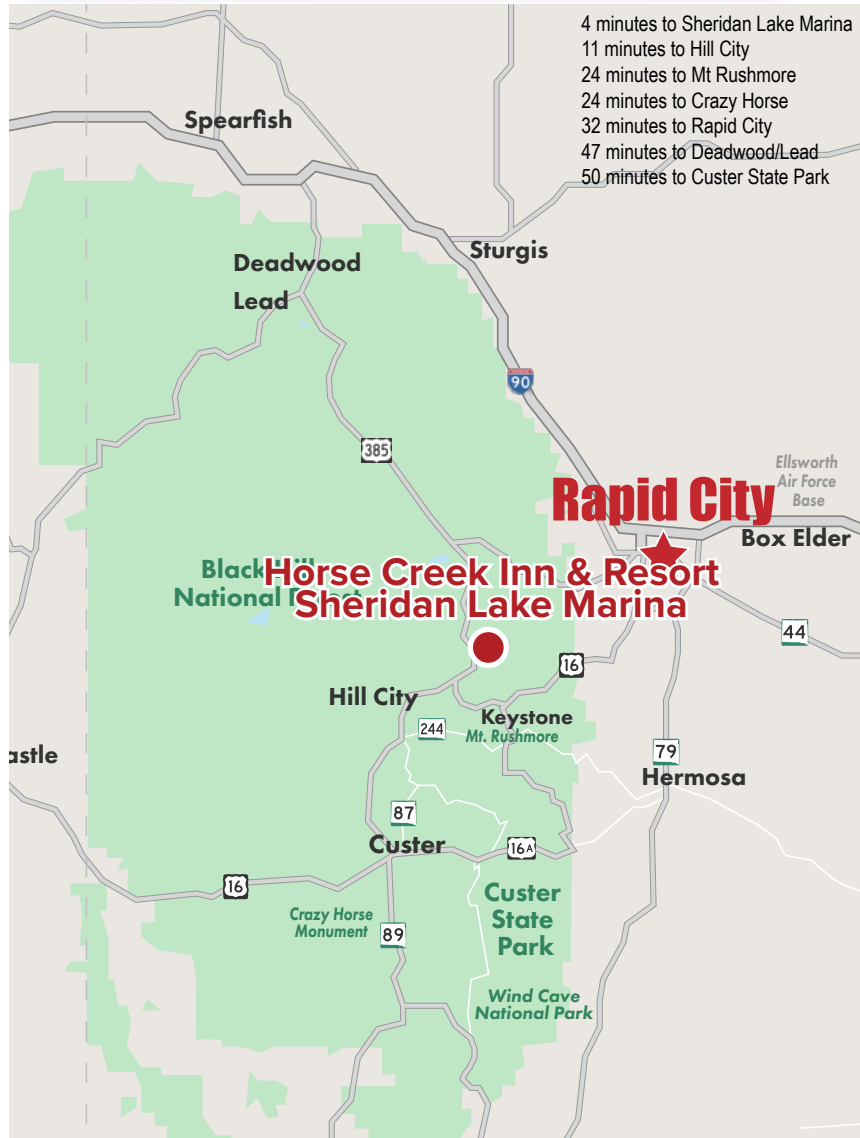 4 minutes to Sheridan Lake Marina
11 minutes to Hill City
24 minutes to Mt Rushmore
24 minutes to Crazy Horse
32 minutes to Rapid City
47 minutes to Deadwood/Lead
50 minutes to Custer State Park
Spearfish
Deadwood
Lead
Sturgis
90
385
Ellsworth
Air Force
Base
Rapid City
Box Elder
Horse Creek Inn & Resort
Sheridan Lake Marina
Black
National
44
16
Hill City
Keystone
Mt. Rushmore
244
astle
79
Hermosa
87
Custer
16A
16
Custer
State
Park
Crazy Horse
Monument
89
Wind Cave
National Park